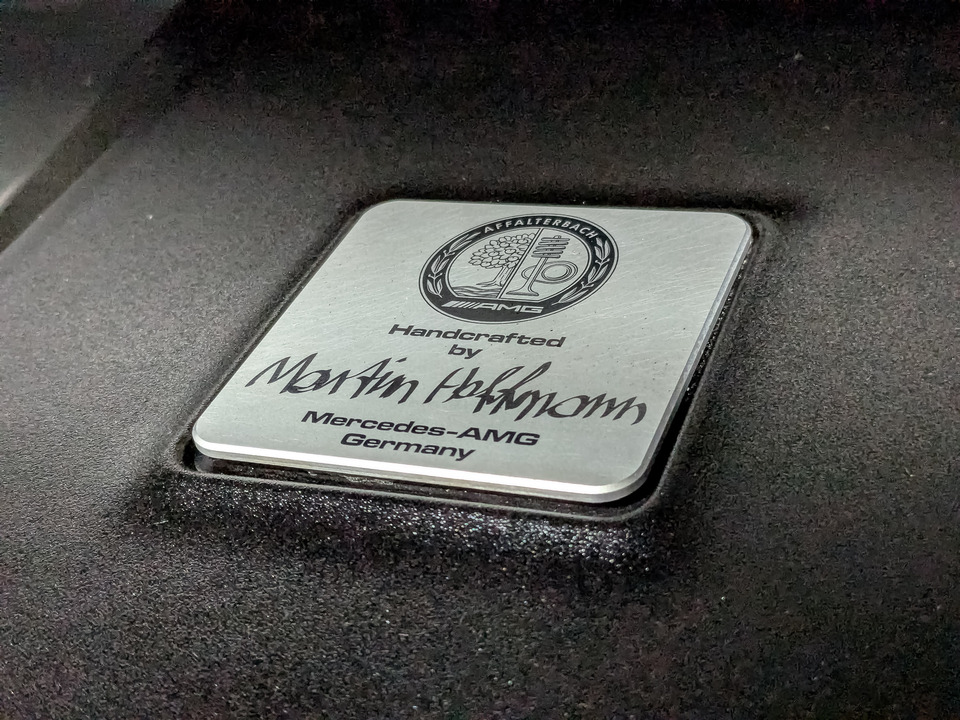 AFFALTERBACH
AMG
Handcrafted
by
Martin Hoffmann
Mercedes-AMG
Germany